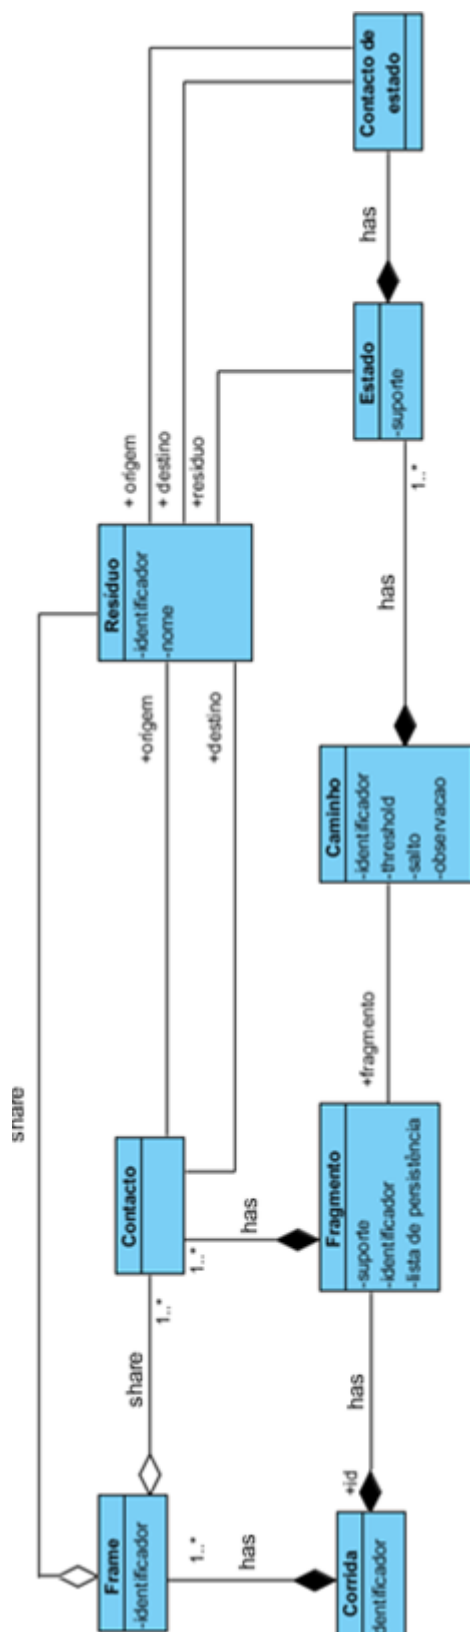 share
Frame
-identificador
share
1..*
Contacto
+origem
+destino
Resíduo
-identificador
-nome
+ origem
+ destino
+resíduo
1..*
has
1..*
has
Corrida
+id
has
Fragmento
-suporte
-identificador
-lista de persistência
+fragmento
Caminho
-identificador
-threshold
-salto
-observacao
has
1..*
Estado
-suporte
has
Contacto de
estado